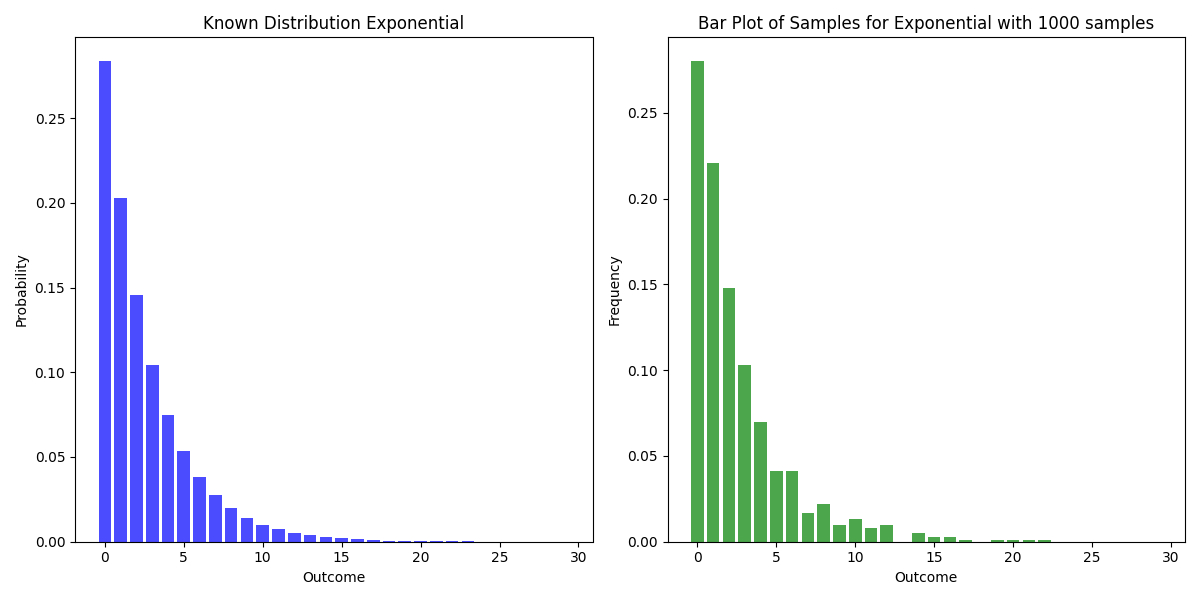 Known Distribution Exponential
0.25
0.20
0.15
0.10
0.05
0.00
Probability
0 5 10 15 20 25 30
Outcome
Bar Plot of Samples for Exponential with 1000 samples
0.25
0.20
0.15
0.10
0.05
0.00
Frequency
0 5 10 15 20 25 30
Outcome